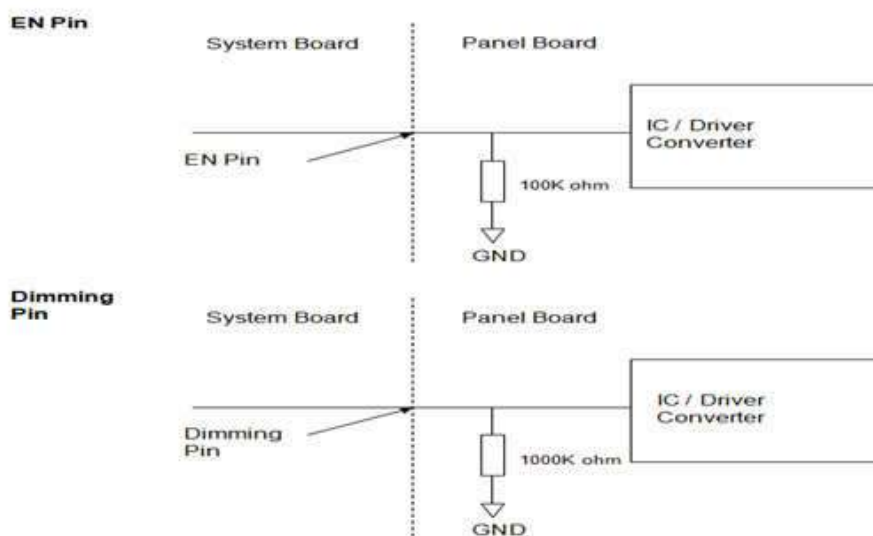 EN Pin
System Board
Panel Board
IC / Driver
Converter
EN Pin
100K ohm
GND
Dimming
Pin
System Board
Panel Board
IC / Driver
Converter
Dimming
Pin
1000K ohm
GND